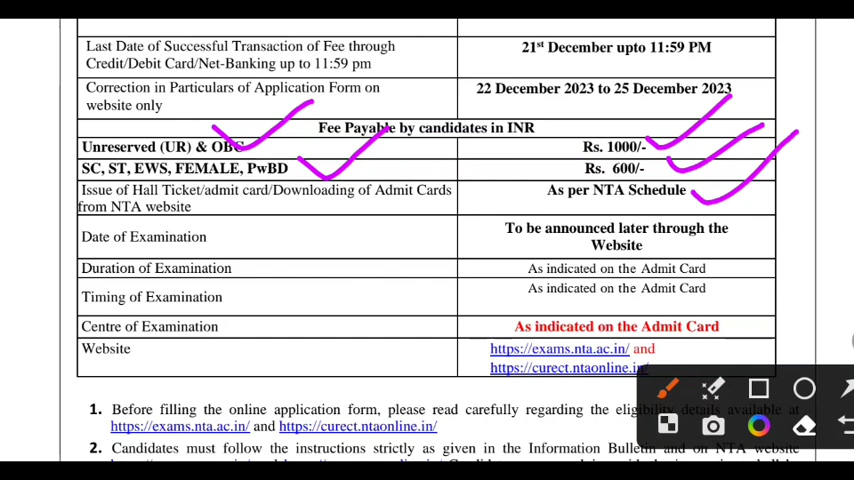 Last Date of Successful Transaction of Fee through
Credit/Debit Card/Net-Banking up to 11:59 pm
21st December upto 11:59 PM
Correction in Particulars of Application Form on
website only
22 December 2023 to 25 December 2023
Fee Payable by candidates in INR
Unreserved (UR) & OBC
Rs. 1000/-
SC, ST, EWS, FEMALE, PwBD
Rs. 600/-
Issue of Hall Ticket/admit card/Downloading of Admit Cards
from NTA website
As per NTA Schedule
Date of Examination
To be announced later through the
Website
Duration of Examination
As indicated on the Admit Card
Timing of Examination
As indicated on the Admit Card
Centre of Examination
As indicated on the Admit Card
Website
https://exams.nta.ac.in/ and
https://curect.ntaonline.in/
1. Before filling the online application form, please read carefully regarding the eligibility details available at
https://exams.nta.ac.in/ and https://curect.ntaonline.in/
2. Candidates must follow the instructions strictly as given in the Information Bulletin and on NTA website